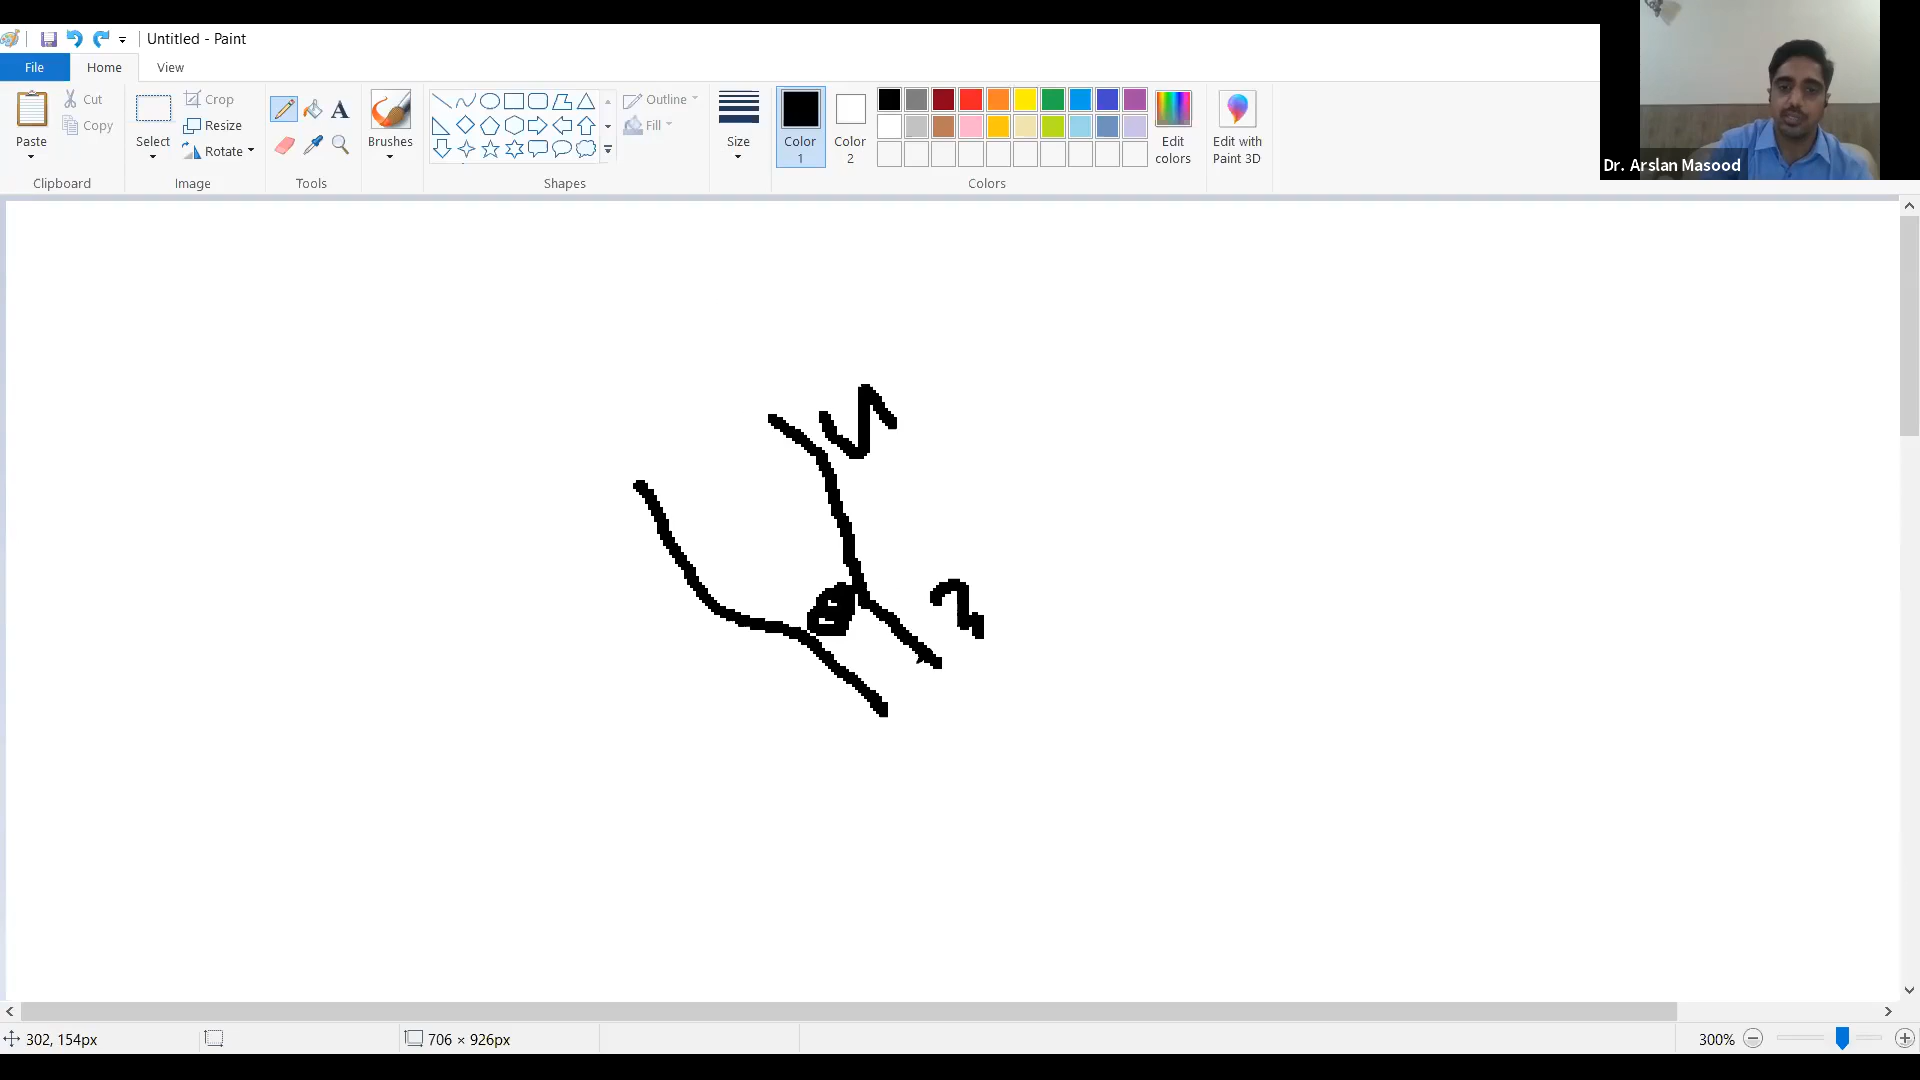 Untitled - Paint
File Home View
Paste Cut Copy Clipboard
Select Crop Resize Rotate Image
Tools
Brushes
Shapes
Outline
Fill
Size
Color 1
Color 2
Edit colors
Colors
Edit with Paint 3D
Dr. Arslan Masood
302, 154px
706 × 926px
300%